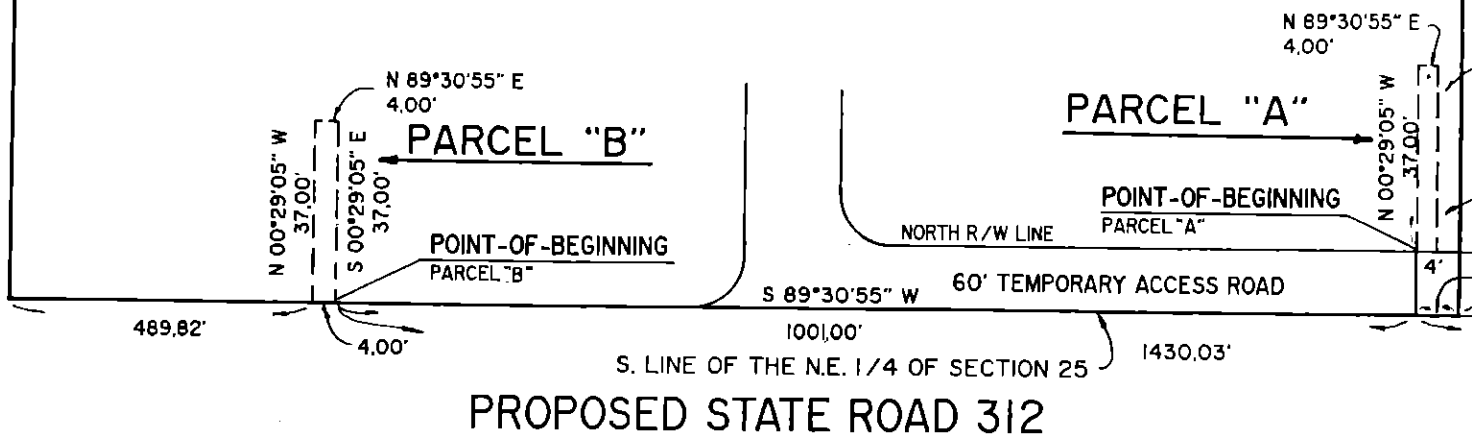 N 89°30'55" E
4.00'
N 89°30'55" E
4.00'
PARCEL "B"
PARCEL "A"
N 00°29'05" W
37.00'
S 00°29'05" E
37.00'
N 00°29'05" W
37.00'
POINT-OF-BEGINNING
PARCEL "B"
POINT-OF-BEGINNING
PARCEL "A"
NORTH R/W LINE
4'
60' TEMPORARY ACCESS ROAD
S 89°30'55" W
489.82'
4.00'
1001.00'
1430.03'
S. LINE OF THE N.E. 1/4 OF SECTION 25
PROPOSED STATE ROAD 312